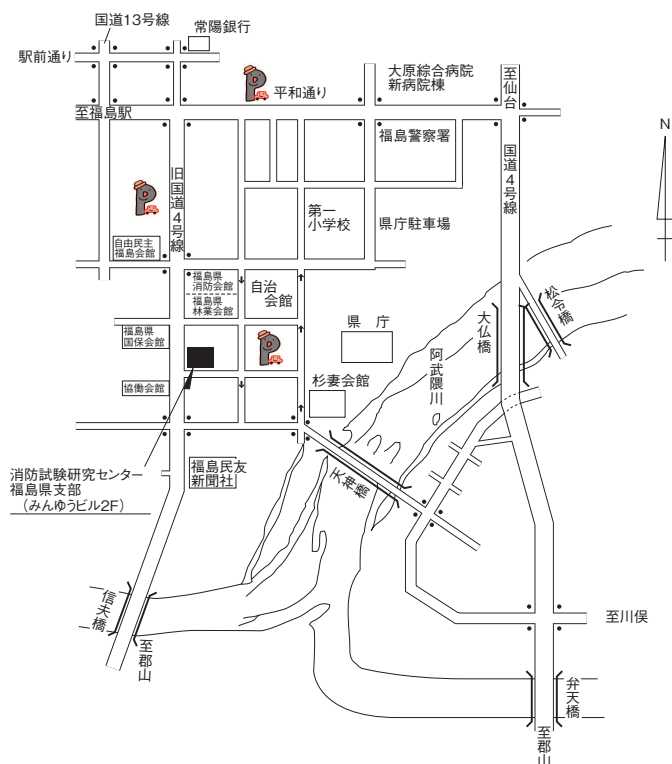 国道13号線
常陽銀行
駅前通り
平和通り
大原綜合病院
新病院棟
至仙台
至福島駅
福島警察署
国道4号線
N
旧国道4号線
第一
小学校
県庁駐車場
自由民主
福島会館
福島県
消防会館
福島県
林業会館
自治
会館
松令橋
大仏橋
福島県
国保会館
県庁
阿武隈川
杉妻会館
協働会館
天神橋
消防試験研究センター
福島県支部
(みんゆうビル2F)
福島民友
新聞社
信夫橋
至郡山
至川俣
弁天橋
至郡山
P
P
P